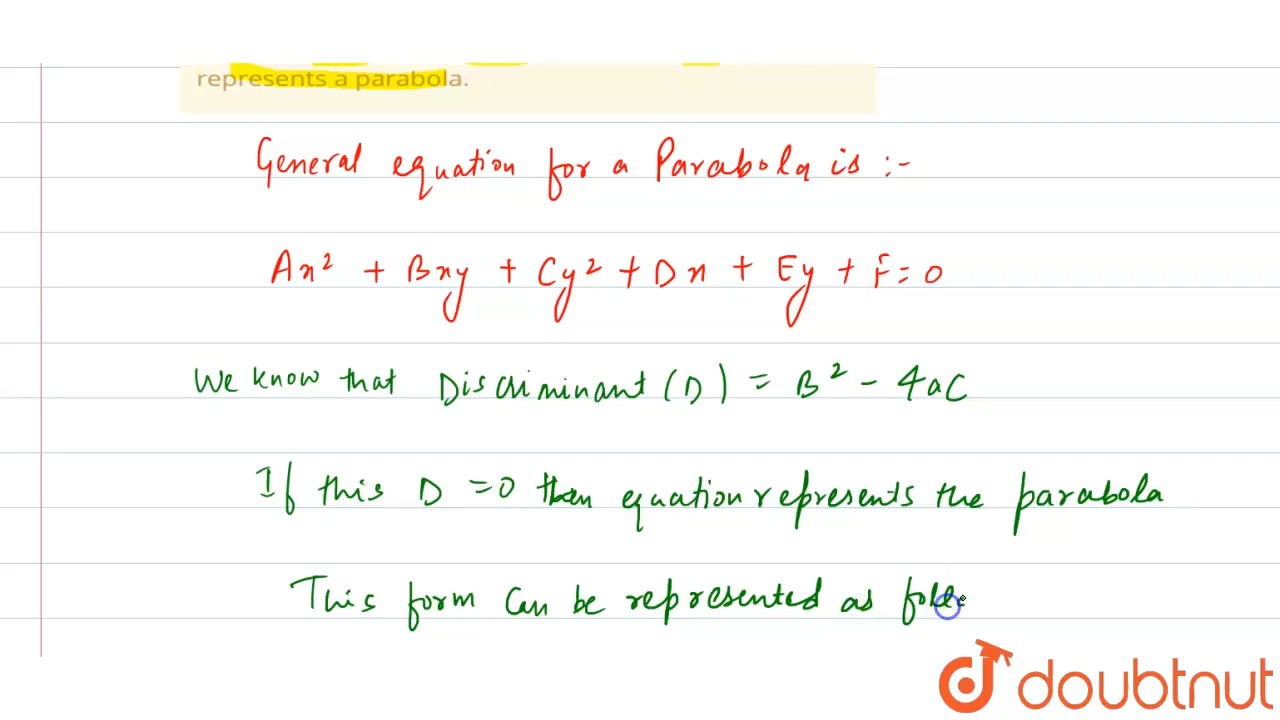 represents a parabola.
General equation for a Parabola is :-
Ax² + Bxy + Cy² + Dx + Ey + F = 0
We know that Discriminant (D) = B² - 4aC
If this D = 0 then equation represents the parabola
This form can be represented as foll
doubtnut